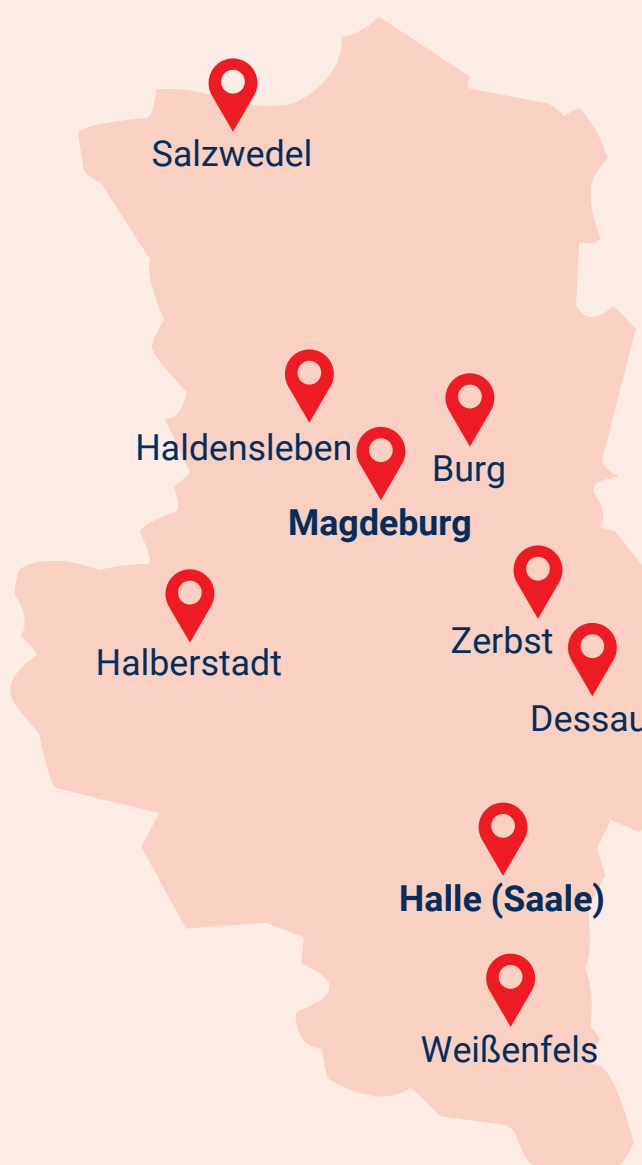 Salzwedel
Haldensleben
Burg
Magdeburg
Zerbst
Halberstadt
Dessau
Halle (Saale)
Weißenfels